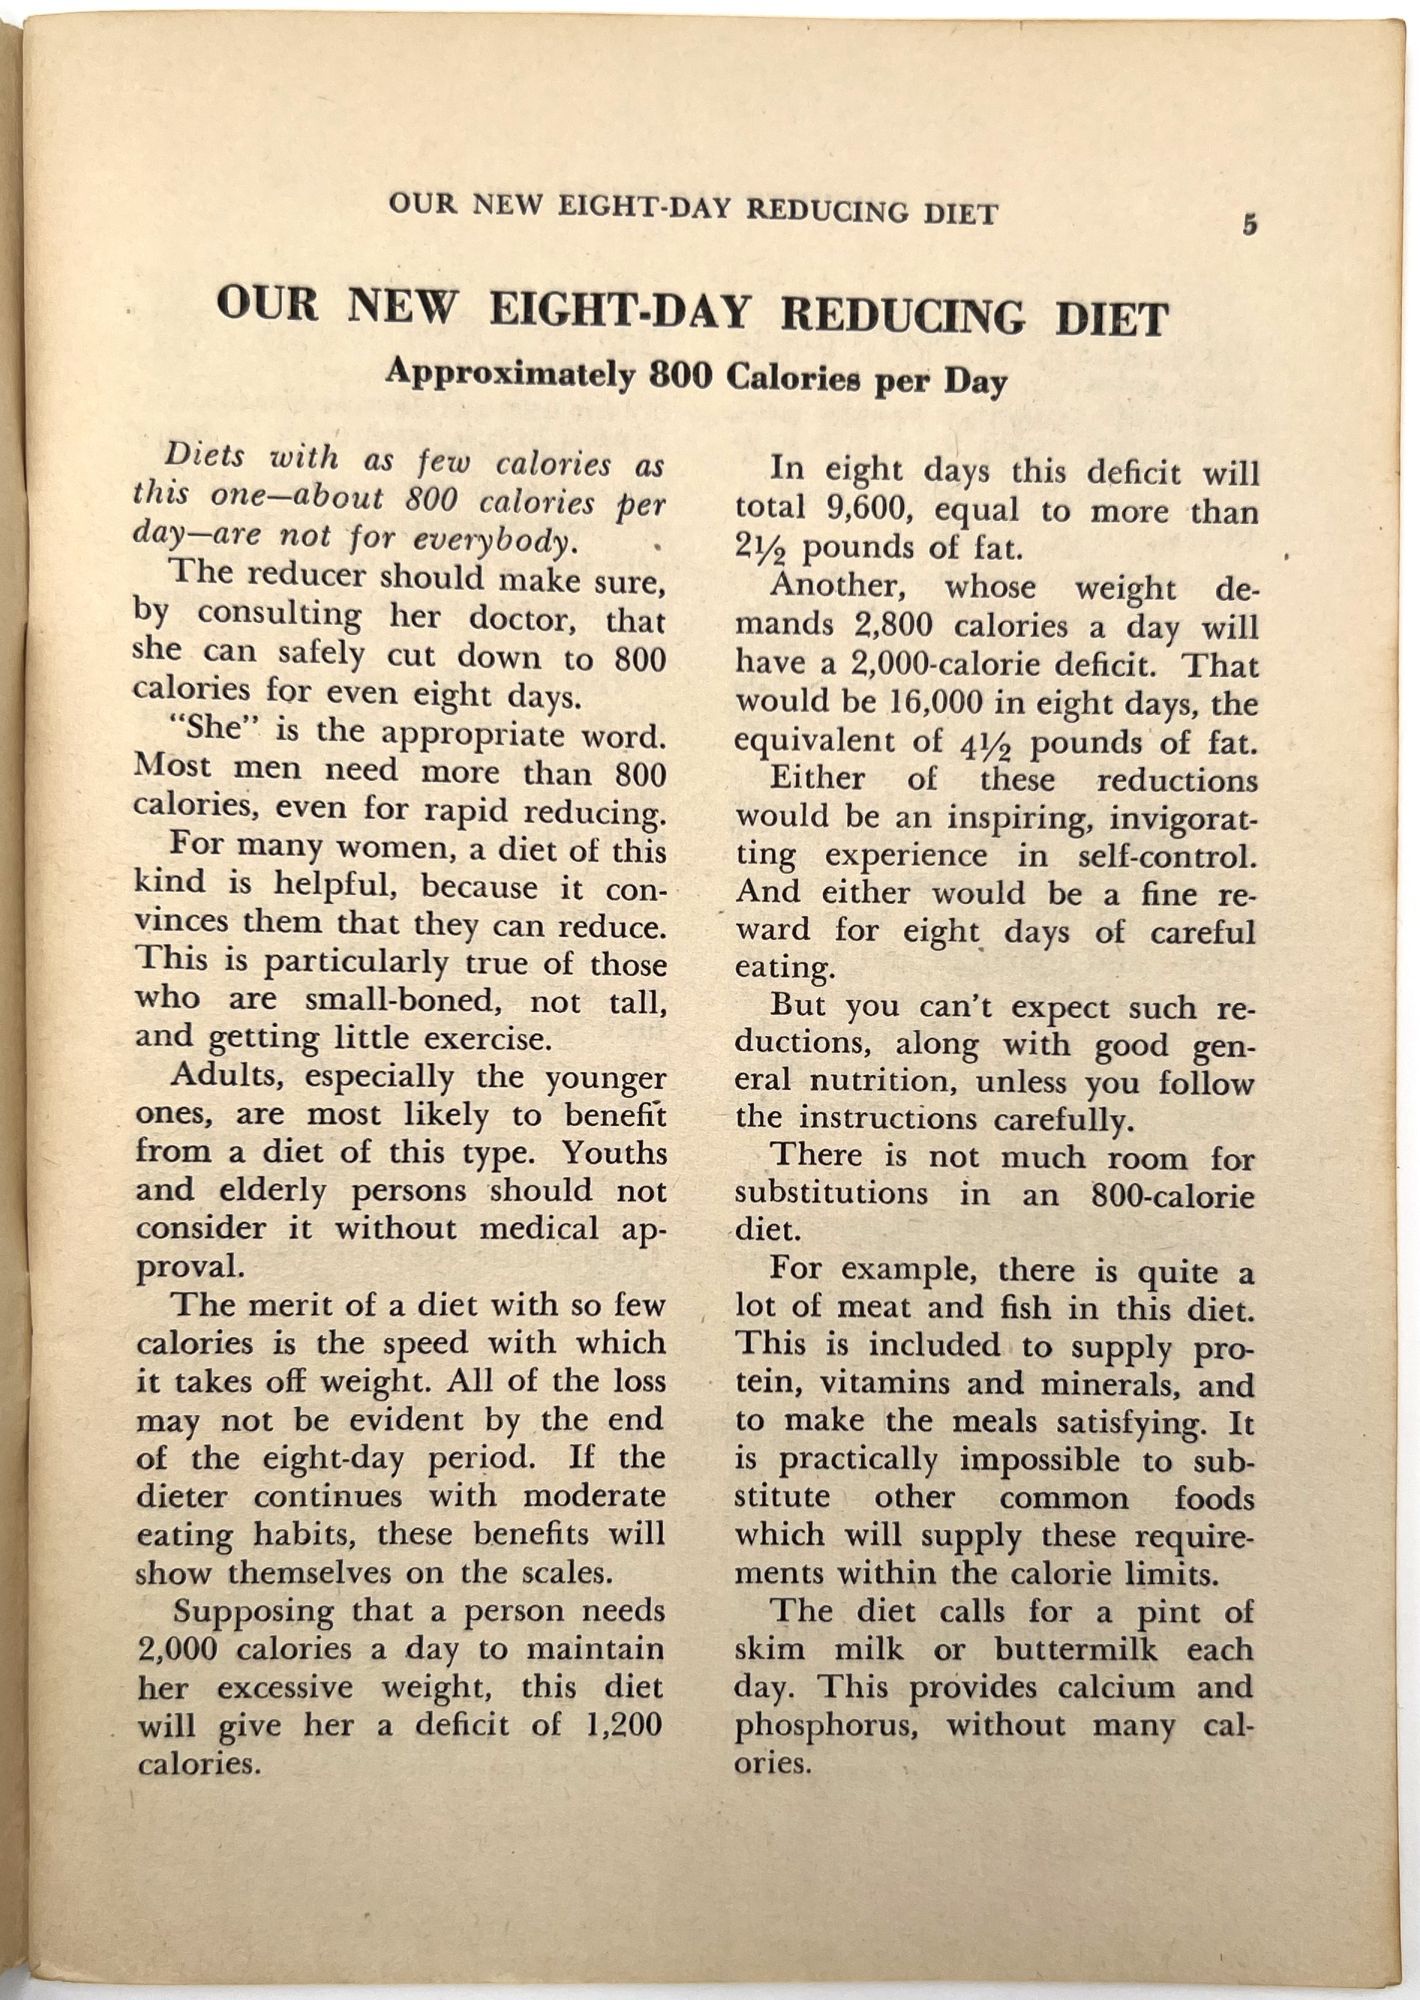 OUR NEW EIGHT-DAY REDUCING DIET
5
OUR NEW EIGHT-DAY REDUCING DIET
Approximately 800 Calories per Day
Diets with as few calories as
this one—about 800 calories per
day—are not for everybody.
The reducer should make sure,
by consulting her doctor, that
she can safely cut down to 800
calories for even eight days.
"She" is the appropriate word.
Most men need more than 800
calories, even for rapid reducing.
For many women, a diet of this
kind is helpful, because it con-
vinces them that they can reduce.
This is particularly true of those
who are small-boned, not tall,
and getting little exercise.
Adults, especially the younger
ones, are most likely to benefit
from a diet of this type. Youths
and elderly persons should not
consider it without medical ap-
proval.
The merit of a diet with so few
calories is the speed with which
it takes off weight. All of the loss
may not be evident by the end
of the eight-day period. If the
dieter continues with moderate
eating habits, these benefits will
show themselves on the scales.
Supposing that a person needs
2,000 calories a day to maintain
her excessive weight, this diet
will give her a deficit of 1,200
calories.
In eight days this deficit will
total 9,600, equal to more than
2½ pounds of fat.
Another, whose weight de-
mands 2,800 calories a day will
have a 2,000-calorie deficit. That
would be 16,000 in eight days, the
equivalent of 4½ pounds of fat.
Either of these reductions
would be an inspiring, invigorat-
ting experience in self-control.
And either would be a fine re-
ward for eight days of careful
eating.
But you can't expect such re-
ductions, along with good gen-
eral nutrition, unless you follow
the instructions carefully.
There is not much room for
substitutions in an 800-calorie
diet.
For example, there is quite a
lot of meat and fish in this diet.
This is included to supply pro-
tein, vitamins and minerals, and
to make the meals satisfying. It
is practically impossible to sub-
stitute other common foods
which will supply these require-
ments within the calorie limits.
The diet calls for a pint of
skim milk or buttermilk each
day. This provides calcium and
phosphorus, without many cal-
ories.